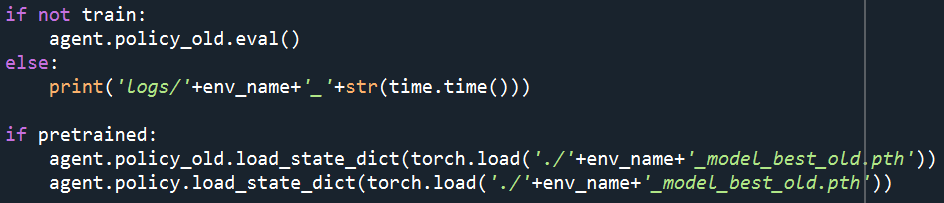 if not train:
    agent.policy_old.eval()
else:
    print('logs/'+env_name+'_'+str(time.time()))

if pretrained:
    agent.policy_old.load_state_dict(torch.load('./'+env_name+'_model_best_old.pth'))
    agent.policy.load_state_dict(torch.load('./'+env_name+'_model_best_old.pth'))